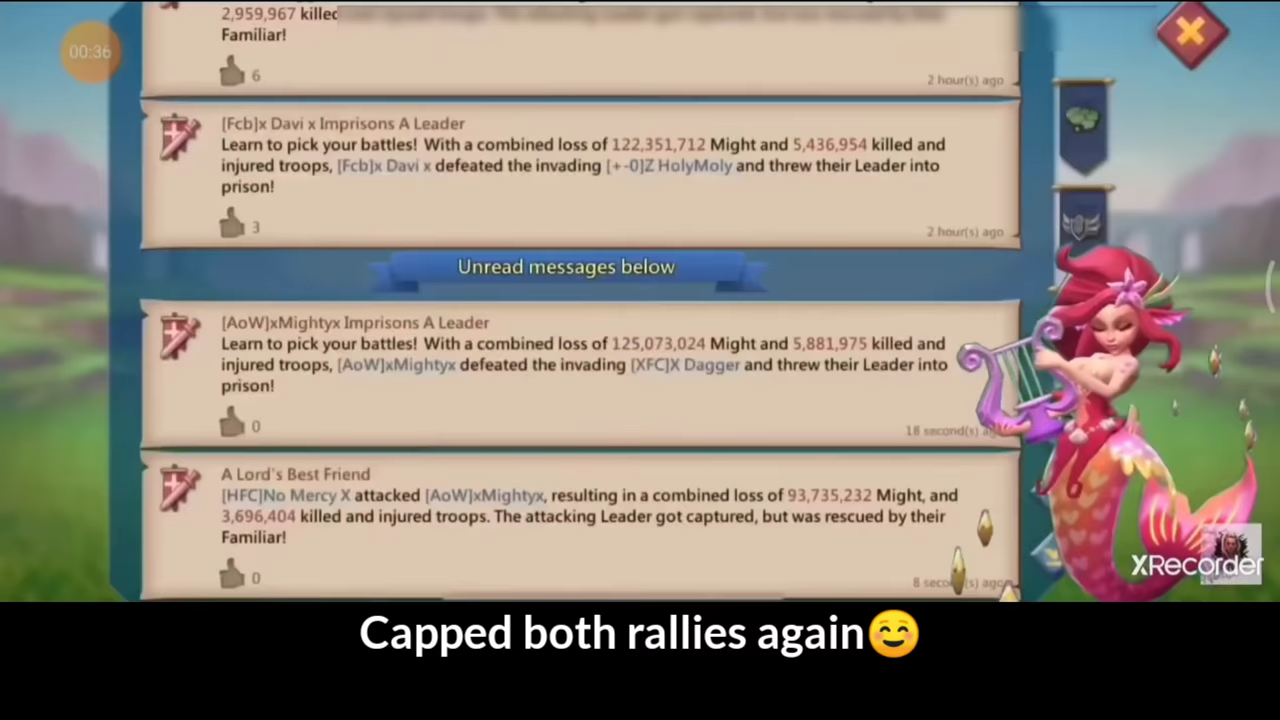 2,959,967 killed
Familiar!
00:36
6
2 hour(s) ago
[Fcb]x Davi x Imprisons A Leader
Learn to pick your battles! With a combined loss of 122,351,712 Might and 5,436,954 killed and
injured troops, [Fcb]x Davi x defeated the invading [+-0]Z HolyMoly and threw their Leader into
prison!
3
2 hour(s) ago
Unread messages below
[AoW]xMightyx Imprisons A Leader
Learn to pick your battles! With a combined loss of 125,073,024 Might and 5,881,975 killed and
injured troops, [AoW]xMightyx defeated the invading [XFC]X Dagger and threw their Leader into
prison!
0
18 second(s) ago
A Lord's Best Friend
[HFC]No Mercy X attacked [AoW]xMightyx, resulting in a combined loss of 93,735,232 Might, and
3,696,404 killed and injured troops. The attacking Leader got captured, but was rescued by their
Familiar!
0
8 second(s) ago
XRecorder
Capped both rallies again☺️